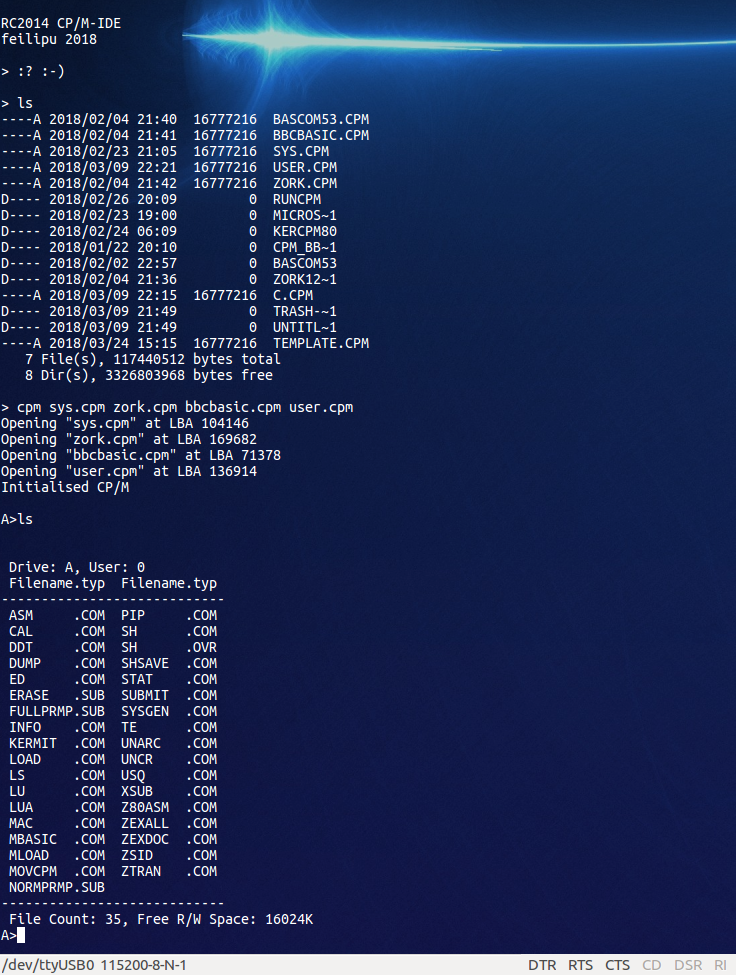 RC2014 CP/M-IDE
feilipu 2018

> :? :-)

> ls
----A 2018/02/04 21:40  16777216  BASCOM53.CPM
----A 2018/02/04 21:41  16777216  BBCBASIC.CPM
----A 2018/02/23 21:05  16777216  SYS.CPM
----A 2018/03/09 22:21  16777216  USER.CPM
----A 2018/02/04 21:42  16777216  ZORK.CPM
D---- 2018/02/26 20:09         0  RUNCPM
D---- 2018/02/23 19:00         0  MICROS~1
D---- 2018/02/24 06:09         0  KERCPM80
D---- 2018/01/22 20:10         0  CPM_BB~1
D---- 2018/02/02 22:57         0  BASCOM53
D---- 2018/02/04 21:36         0  ZORK12~1
----A 2018/03/09 22:15  16777216  C.CPM
D---- 2018/03/09 21:49         0  TRASH-~1
D---- 2018/03/09 21:49         0  UNTITL~1
----A 2018/03/24 15:15  16777216  TEMPLATE.CPM
   7 File(s), 117440512 bytes total
   8 Dir(s), 3326803968 bytes free

> cpm sys.cpm zork.cpm bbcbasic.cpm user.cpm
Opening "sys.cpm" at LBA 104146
Opening "zork.cpm" at LBA 169682
Opening "bbcbasic.cpm" at LBA 71378
Opening "user.cpm" at LBA 136914
Initialised CP/M

A>ls

 Drive: A, User: 0
 Filename.typ  Filename.typ
----------------------------
 ASM     .COM  PIP     .COM
 CAL     .COM  SH      .COM
 DDT     .COM  SH      .OVR
 DUMP    .COM  SHSAVE  .COM
 ED      .COM  STAT    .COM
 ERASE   .SUB  SUBMIT  .COM
 FULLPRMP.SUB  SYSGEN  .COM
 INFO    .COM  TE      .COM
 KERMIT  .COM  UNARC   .COM
 LOAD    .COM  UNCR    .COM
 LS      .COM  USQ     .COM
 LU      .COM  XSUB    .COM
 LUA     .COM  Z80ASM  .COM
 MAC     .COM  ZEXALL  .COM
 MBASIC  .COM  ZEXDOC  .COM
 MLOAD   .COM  ZSID    .COM
 MOVCPM  .COM  ZTRAN   .COM
 NORMPRMP.SUB
----------------------------
 File Count: 35, Free R/W Space: 16024K
A>
/dev/ttyUSB0 115200-8-N-1 DTR RTS CTS CD DSR RI